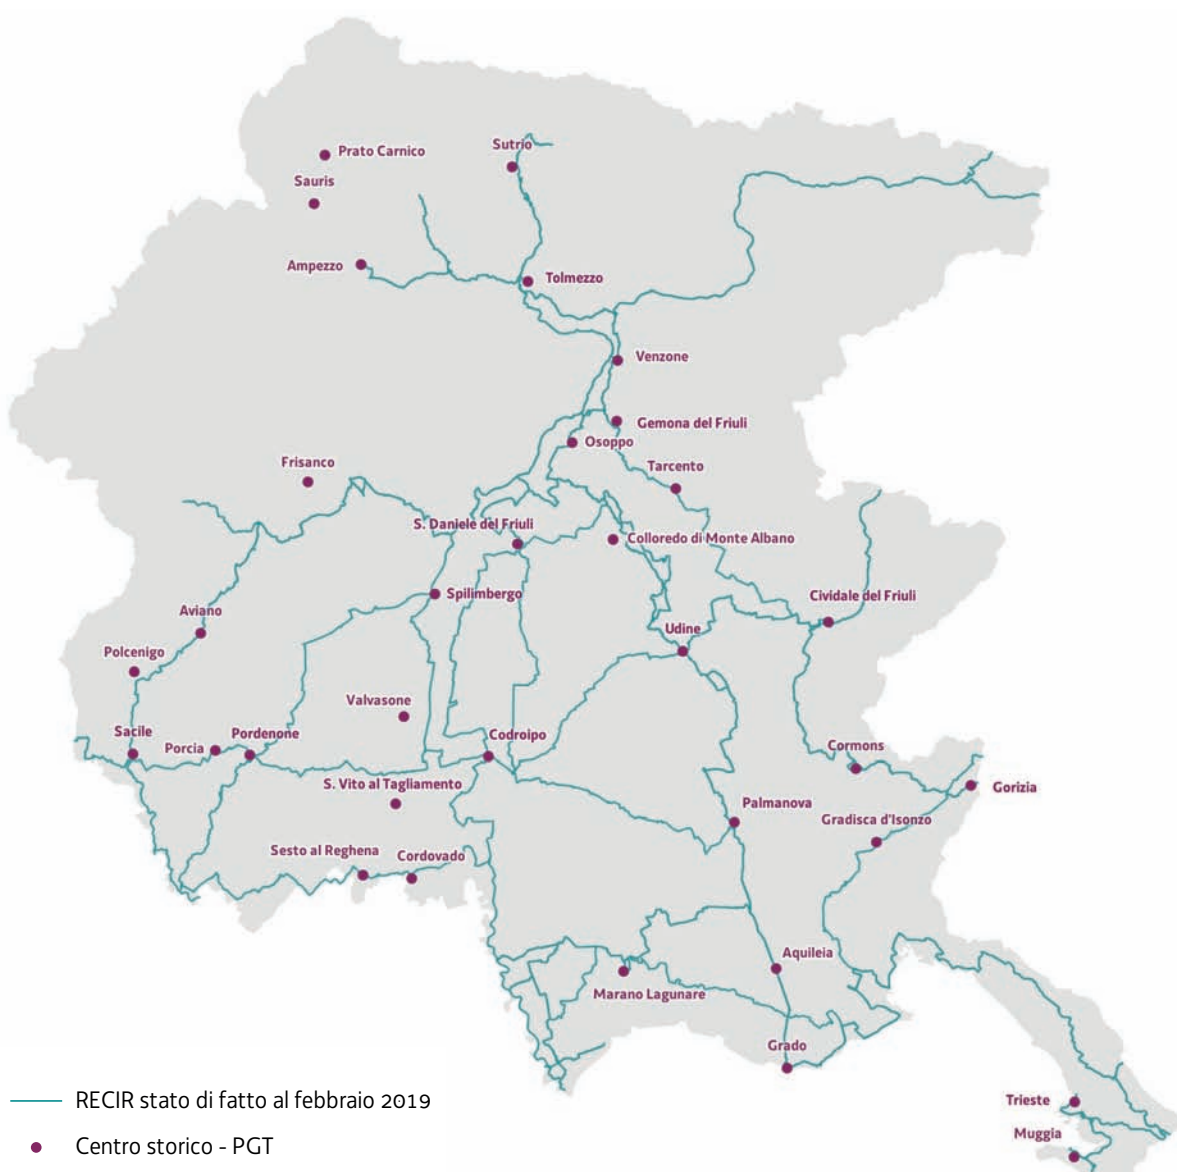 Sutrio
Prato Carnico
Sauris
Ampezzo
Tolmezzo
Venzone
Gemona del Friuli
Osoppo
Frisanco
Tarcento
S. Daniele del Friuli
Colloredo di Monte Albano
Spilimbergo
Cividale del Friuli
Aviano
Udine
Polcenigo
Valvasone
Sacile
Porcia
Pordenone
Codroipo
Cormons
S. Vito al Tagliamento
Gorizia
Palmanova
Gradisca d'Isonzo
Sesto al Reghena
Cordovado
Aquileia
Marano Lagunare
Grado
RECIR stato di fatto al febbraio 2019
Trieste
Muggia
Centro storico - PGT